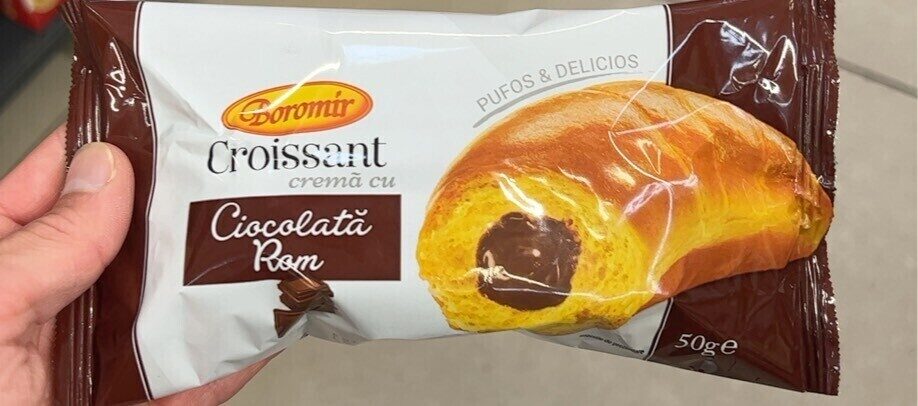 Boromir
Croissant
cremă cu
Ciocolată
Rom
PUFOS & DELICIOS
50g e